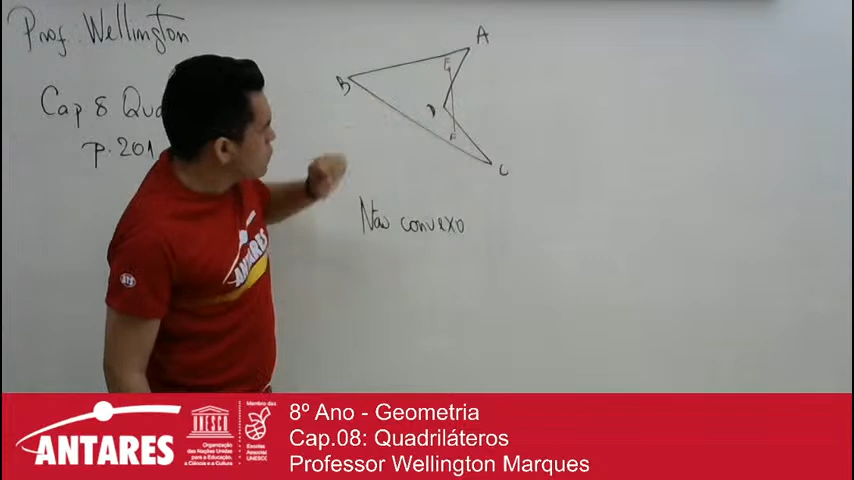 Prof. Wellington
Cap 8 Qua
p. 201
A
B
E
D
F
C
Não convexo
ANTARES
ANTARES
UNESCO
Organização
das Nações Unidas
para a Educação,
a Ciência e a Cultura
Membro das
Escolas
Associadas
UNESCO
8º Ano - Geometria
Cap.08: Quadriláteros
Professor Wellington Marques